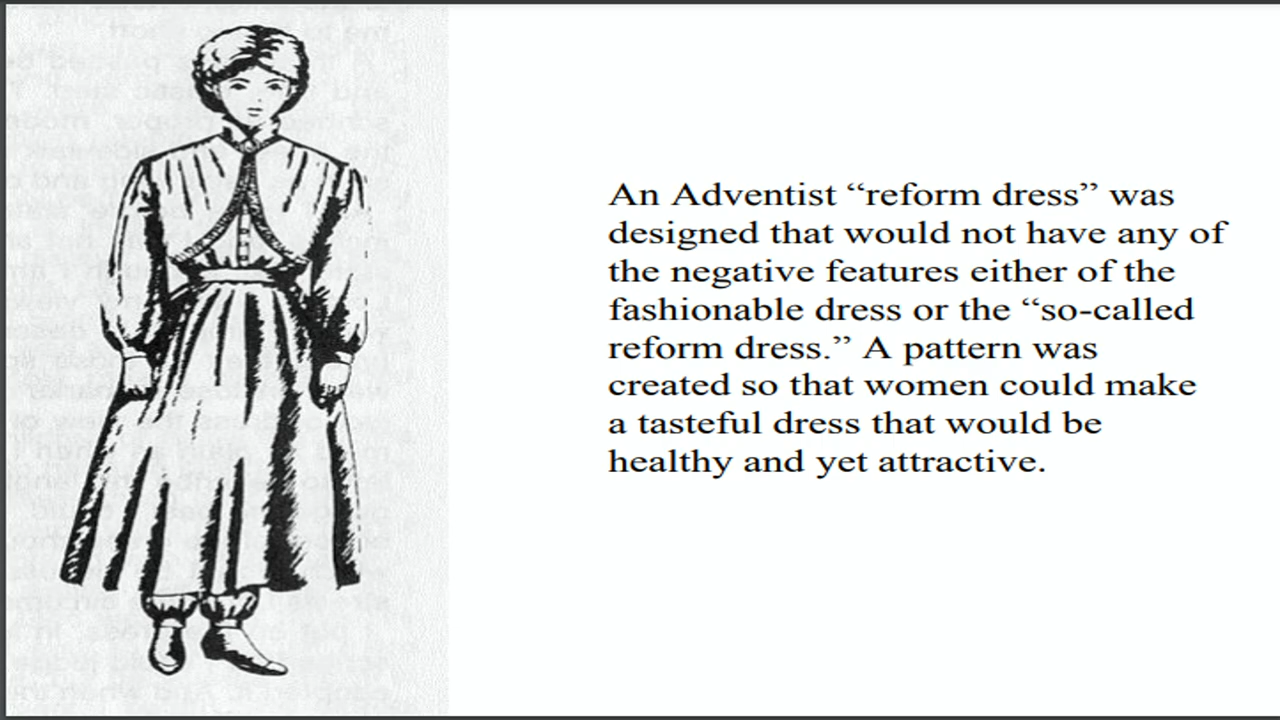 An Adventist “reform dress” was
designed that would not have any of
the negative features either of the
fashionable dress or the “so-called
reform dress.” A pattern was
created so that women could make
a tasteful dress that would be
healthy and yet attractive.